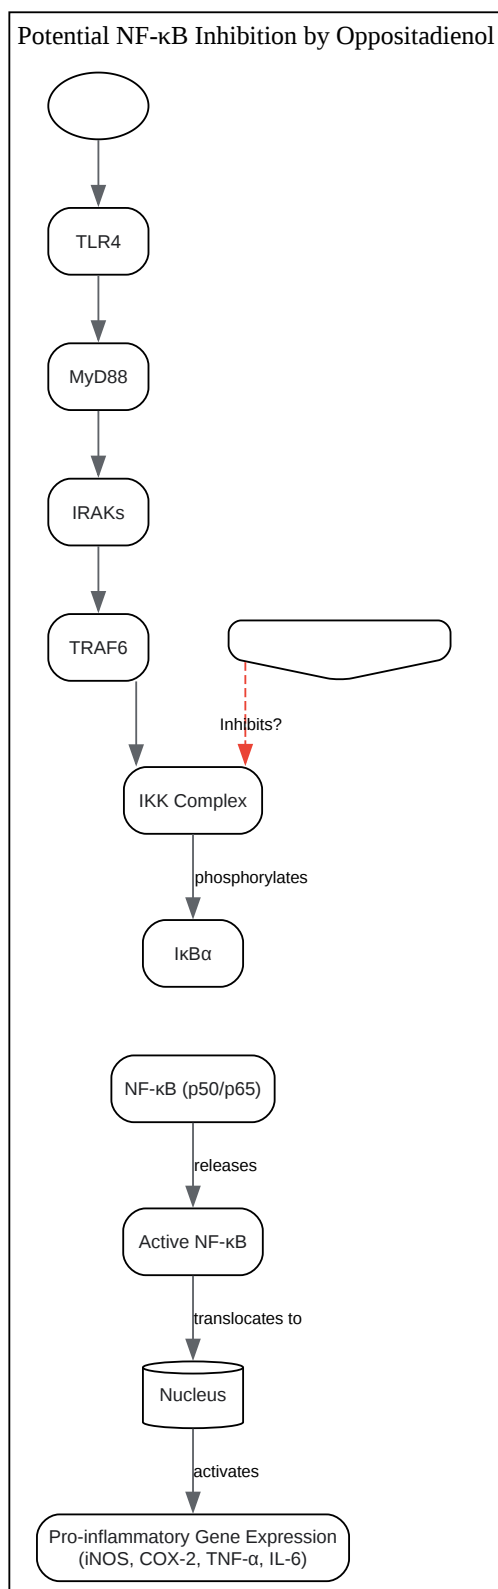 Potential NF-κB Inhibition by Oppositadienol
TLR4
MyD88
IRAKs
TRAF6
Inhibits?
IKK Complex
phosphorylates
IκBα
NF-κB (p50/p65)
releases
Active NF-κB
translocates to
Nucleus
activates
Pro-inflammatory Gene Expression
(iNOS, COX-2, TNF-α, IL-6)